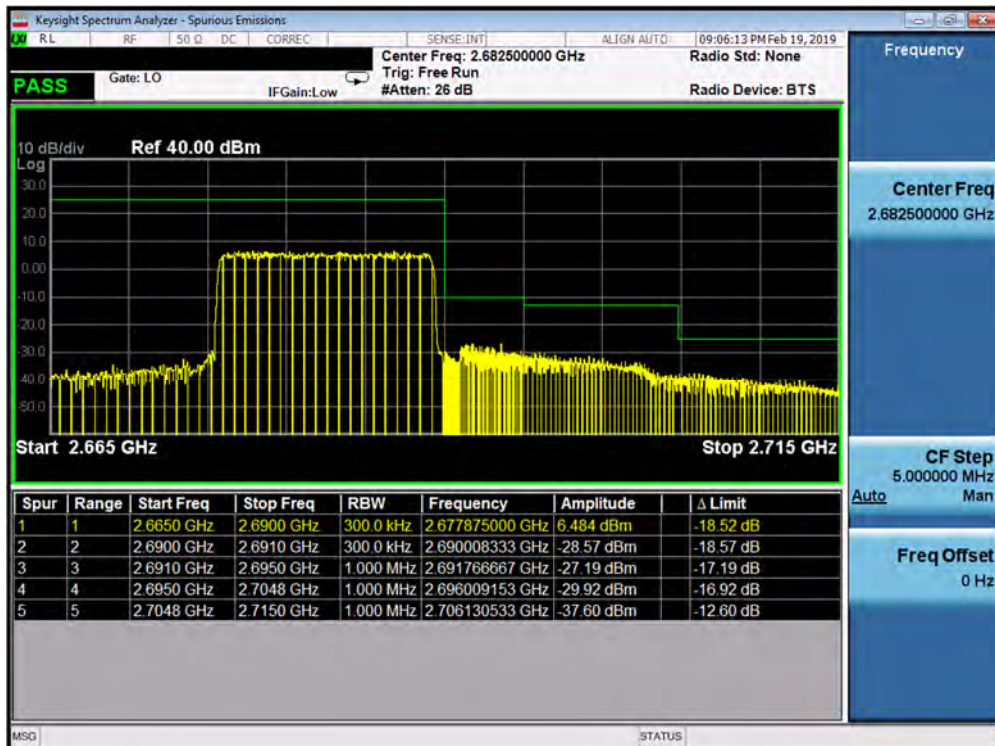 Keysight Spectrum Analyzer - Spurious Emissions
LXI RL RF 50 Ω DC CORREC SENSE:INT ALIGN AUTO 09:06:13 PM Feb 19, 2019
Center Freq: 2.682500000 GHz Radio Std: None
Gate: LO Trig: Free Run
PASS IFGain:Low #Atten: 26 dB Radio Device: BTS
Frequency
10 dB/div Ref 40.00 dBm
Log
30.0
20.0
10.0
0.00
-10.0
-20.0
-30.0
-40.0
-50.0
Start 2.665 GHz Stop 2.715 GHz
Spur Range Start Freq Stop Freq RBW Frequency Amplitude Δ Limit
1 1 2.6650 GHz 2.6900 GHz 300.0 kHz 2.677875000 GHz 6.484 dBm -18.52 dB
2 2 2.6900 GHz 2.6910 GHz 300.0 kHz 2.690008333 GHz -28.57 dBm -18.57 dB
3 3 2.6910 GHz 2.6950 GHz 1.000 MHz 2.691766667 GHz -27.19 dBm -17.19 dB
4 4 2.6950 GHz 2.7048 GHz 1.000 MHz 2.696009153 GHz -29.92 dBm -16.92 dB
5 5 2.7048 GHz 2.7150 GHz 1.000 MHz 2.706130533 GHz -37.60 dBm -12.60 dB
Center Freq
2.682500000 GHz
CF Step
5.000000 MHz
Auto Man
Freq Offset
0 Hz
MSG STATUS